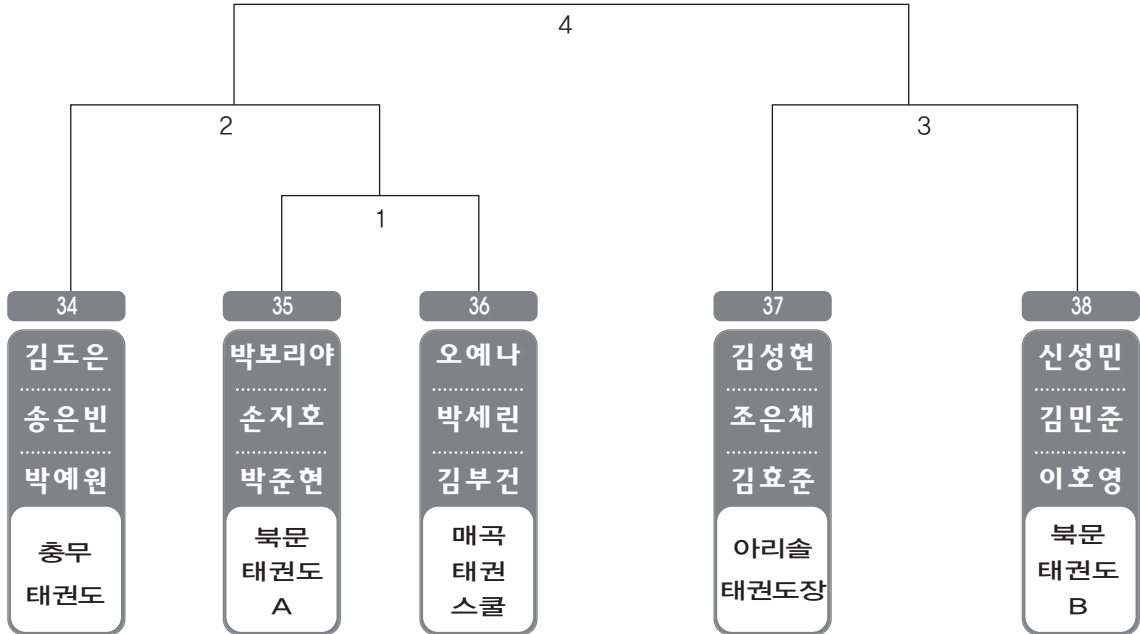 4
2
3
1
34
김도은
송은빈
박예원
충무
태권도
35
박보리야
손지호
박준현
북문
태권도
A
36
오예나
박세린
김부건
매곡
태권
스쿨
37
김성현
조은채
김효준
아리솔
태권도장
38
신성민
김민준
이호영
북문
태권도
B